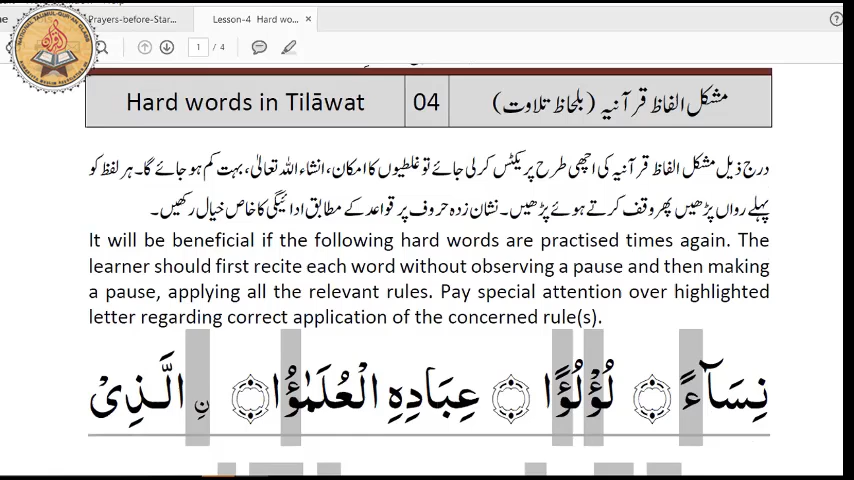 Prayers-before-Star...
Lesson-4 Hard wo...
1 / 4
Hard words in Tilāwat
04
مشکل الفاظ قرآنیہ (بلحاظ تلاوت)
درج ذیل مشکل الفاظ قرآنیہ کی اچھی طرح پریکٹس کرلی جائے تو غلطیوں کا امکان، انشاء اللہ تعالیٰ، بہت کم ہو جائے گا۔ ہر لفظ کو
پہلے رواں پڑھیں پھر وقف کرتے ہوئے پڑھیں۔ نشان زدہ حروف پر قواعد کے مطابق ادائیگی کا خاص خیال رکھیں۔
It will be beneficial if the following hard words are practised times again. The
learner should first recite each word without observing a pause and then making
a pause, applying all the relevant rules. Pay special attention over highlighted
letter regarding correct application of the concerned rule(s).
نِسَآءً ۝ لُؤْلُؤًا ۝ عِبَادِهِ الْعُلَمٰٓؤُا ۝ نِ الَّذِیْ